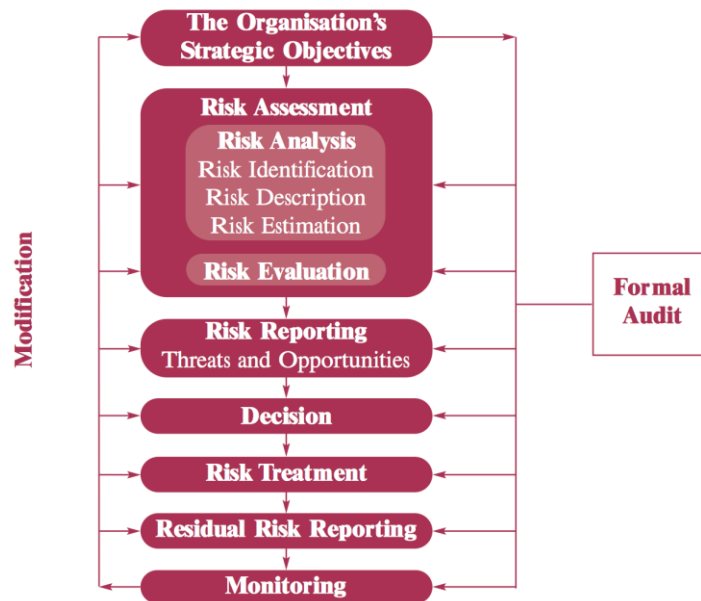 The Organisation's
Strategic Objectives
Risk Assessment
Risk Analysis
Risk Identification
Risk Description
Risk Estimation
Risk Evaluation
Modification
Formal
Audit
Risk Reporting
Threats and Opportunities
Decision
Risk Treatment
Residual Risk Reporting
Monitoring